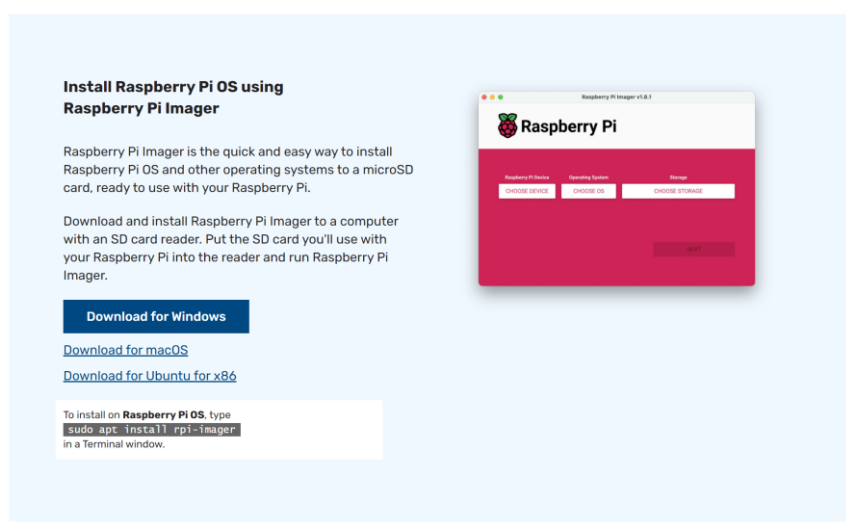 Install Raspberry Pi OS using
Raspberry Pi Imager
Raspberry Pi Imager is the quick and easy way to install
Raspberry Pi OS and other operating systems to a microSD
card, ready to use with your Raspberry Pi.
Download and install Raspberry Pi Imager to a computer
with an SD card reader. Put the SD card you'll use with
your Raspberry Pi into the reader and run Raspberry Pi
Imager.
Download for Windows
Download for macOS
Download for Ubuntu for x86
To install on Raspberry Pi OS, type
sudo apt install rpi-imager
in a Terminal window.
Raspberry Pi Imager v1.8.1
Raspberry Pi
Raspberry Pi Device Operating System Storage
CHOOSE DEVICE CHOOSE OS CHOOSE STORAGE
NEXT